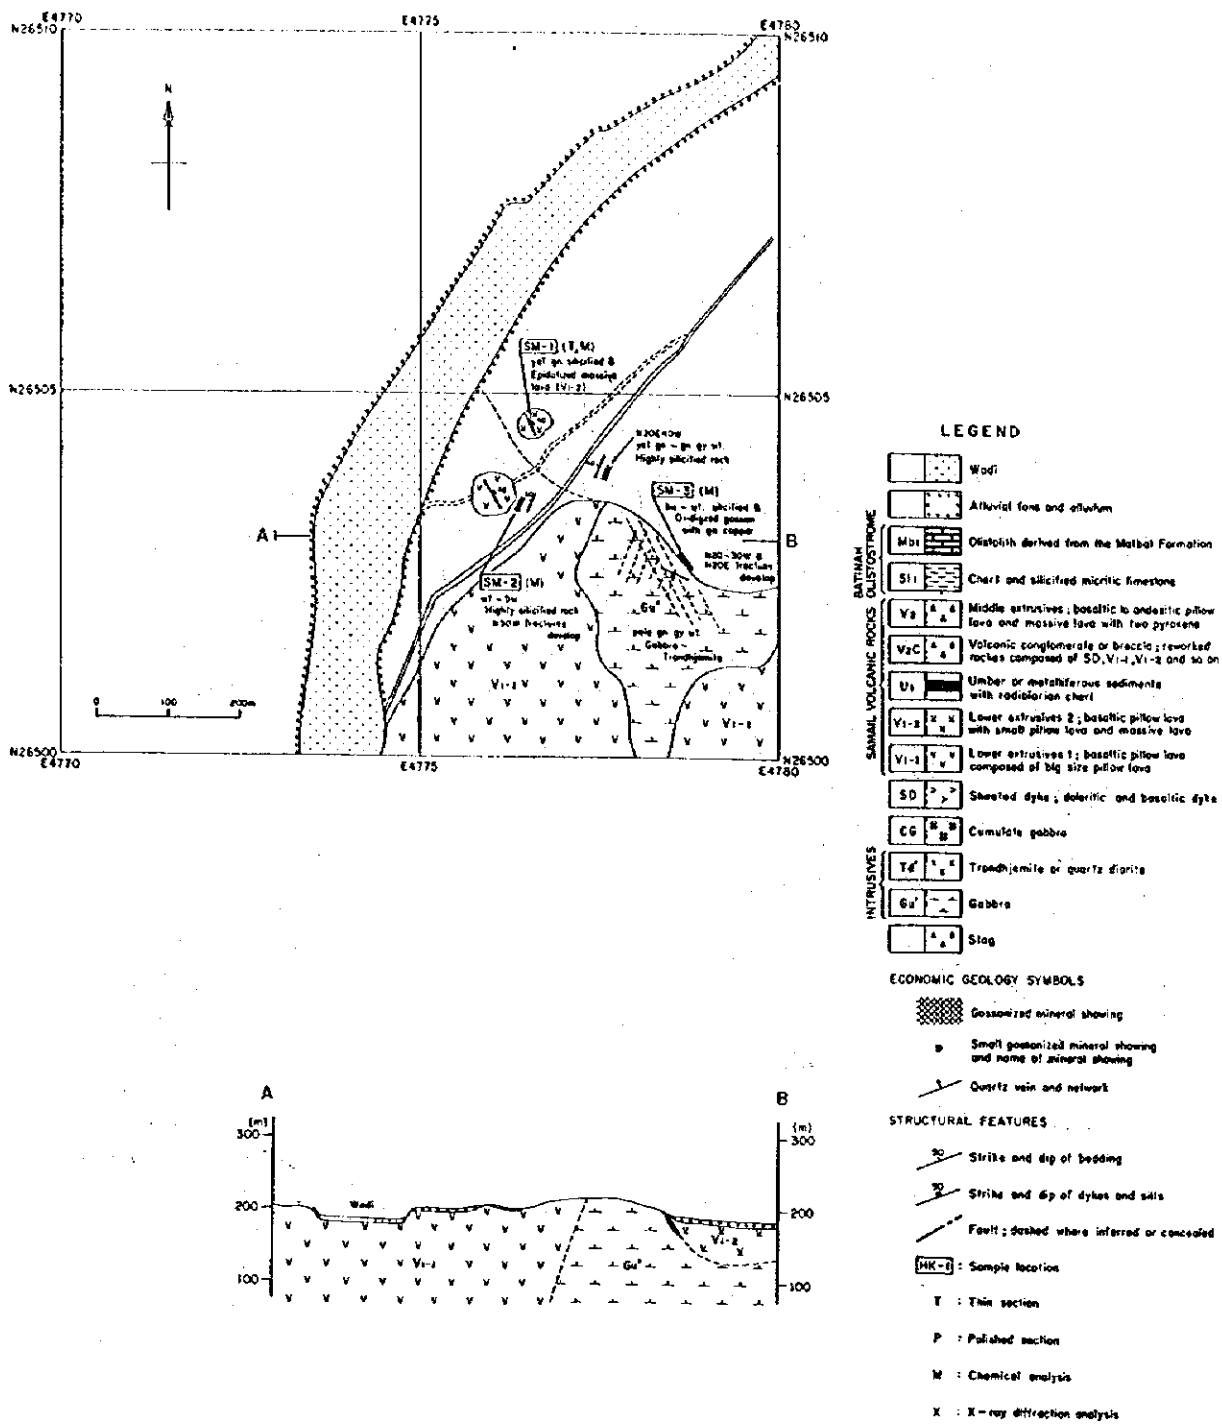 E4770
E4775
E4780
N26510
N26510
N
SM-1 (T,M)
yel gn silicified &
Epidotized massive
lava (V1-2)
N26505
N26505
N20E40W
yel gn - gn gy wt.
Highly silicified rock
SM-3 (M)
bn - wt. silicified &
Oxidized gossan
with gn copper
A
B
N20-30W &
N20E fraction
develop
SM-2 (M)
wt - bn
Highly silicified rock
N50W fractures
develop
Gu'
pale gn gy wt.
Gabbro -
Trondhjemite
V1-2
V1-2
0 100 200m
N26500
N26500
E4770
E4775
E4780
LEGEND
Wadi
Alluvial fans and alluvium
BATINAH OLISTOSTROME
Mb1 Olistolith derived from the Matbat Formation
Sl1 Chert and silicified micritic limestone
SAMAIL VOLCANIC ROCKS
V2 Middle extrusives; basaltic to andesitic pillow
lava and massive lava with two pyroxene
V2C Volcanic conglomerate or breccia; reworked
rockes composed of SD, V1-1, V1-2 and so on
U1 Umber or metalliferous sediments
with radiolarian chert
V1-2 Lower extrusives 2; basaltic pillow lava
with small pillow lava and massive lava
V1-1 Lower extrusives 1; basaltic pillow lava
composed of big size pillow lava
SD Sheeted dyke; doleritic and basaltic dyke
CG Cumulate gabbro
INTRUSIVES
Td' Trondhjemite or quartz diorite
Gu' Gabbro
Slag
ECONOMIC GEOLOGY SYMBOLS
Gossanized mineral showing
Small gossanized mineral showing
and name of mineral showing
Quartz vein and network
STRUCTURAL FEATURES
50 Strike and dip of bedding
50 Strike and dip of dykes and sills
Fault; dashed where inferred or concealed
HK-1 : Sample location
T : Thin section
P : Polished section
M : Chemical analysis
X : X-ray diffraction analysis
A
B
(m)
(m)
300
300
200
200
100
100
Wadi
V1-2
Gu'